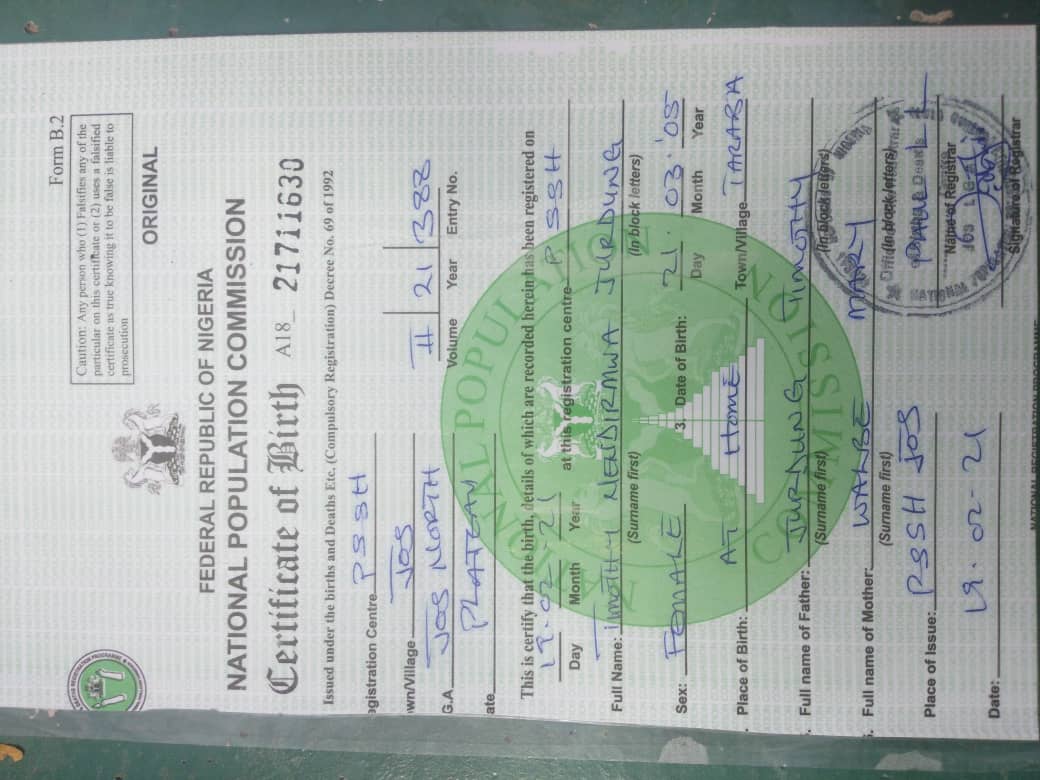 Form B.2
Caution: Any person who (1) Falsifies any of the
particular on this certificate or (2) uses a falsified
certificate as true knowing it to be false is liable to
prosecution
ORIGINAL
FEDERAL REPUBLIC OF NIGERIA
NATIONAL POPULATION COMMISSION
Certificate of Birth A18_ 21711630
Issued under the births and Deaths Etc. (Compulsory Registration) Decree No. 69 of 1992
egistration Centre PSSH
wn/Village JOS
G.A JOS NORTH II 21 388
Volume Year Entry No.
ate PLATEAU
This is certify that the birth, details of which are recorded herein has been registered on
19. 02 21 at this registration centre PSSH
Day Month Year
Full Name: TIMOTHY JURBUNG
(Surname first) (In block letters)
Sex: FEMALE 3. Date of Birth: 21. 03. '05
Day Month Year
Place of Birth: AT HOME Town/Village TARABA
Full name of Father: TIMOTHY
(Surname first) (In block letters)
Full name of Mother: MARY
(Surname first) (In block letters)
Place of Issue: PSSH JOS
Name of Registrar
Date: 19. 02- 21
Signature of Registrar
NATIONAL POPULATION COMMISSION